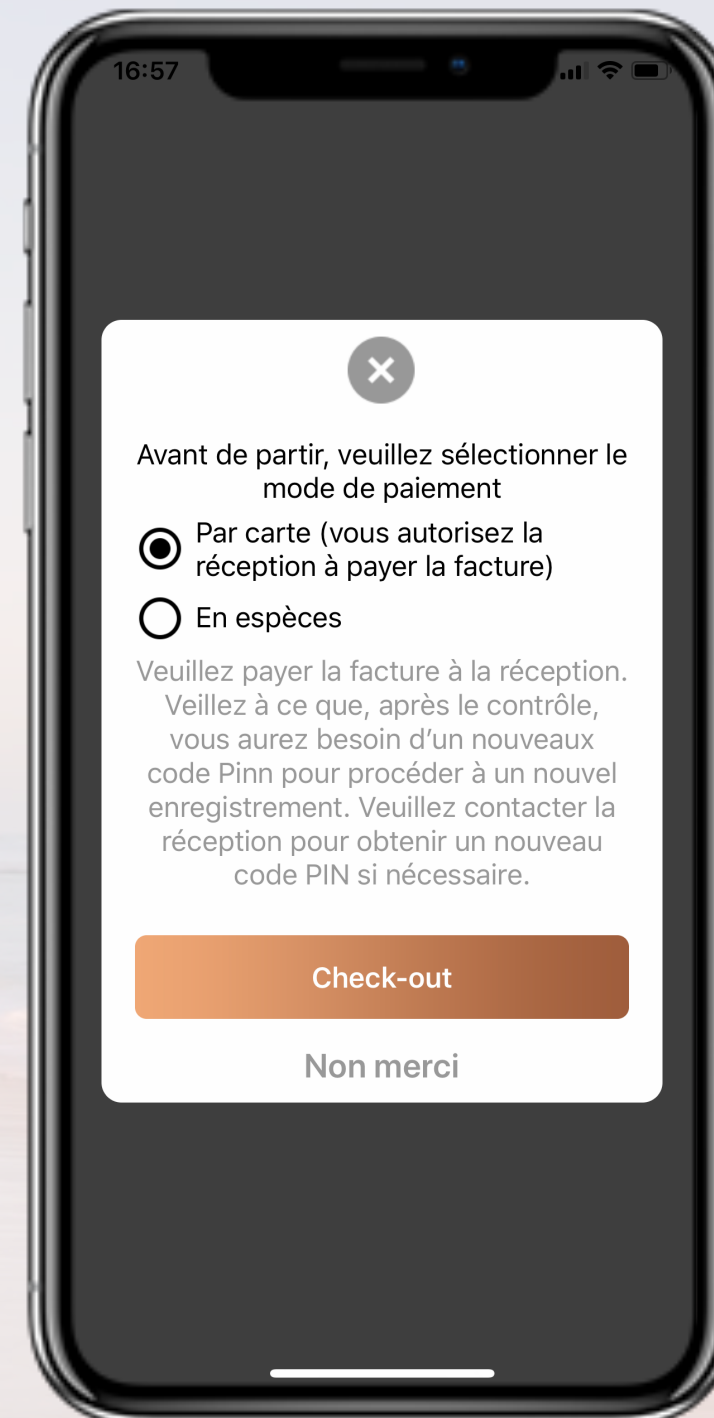 16:57
Avant de partir, veuillez sélectionner le
mode de paiement
Par carte (vous autorisez la
réception à payer la facture)
En espèces
Veuillez payer la facture à la réception.
Veillez à ce que, après le contrôle,
vous aurez besoin d’un nouveaux
code Pinn pour procéder à un nouvel
enregistrement. Veuillez contacter la
réception pour obtenir un nouveau
code PIN si nécessaire.
Check-out
Non merci